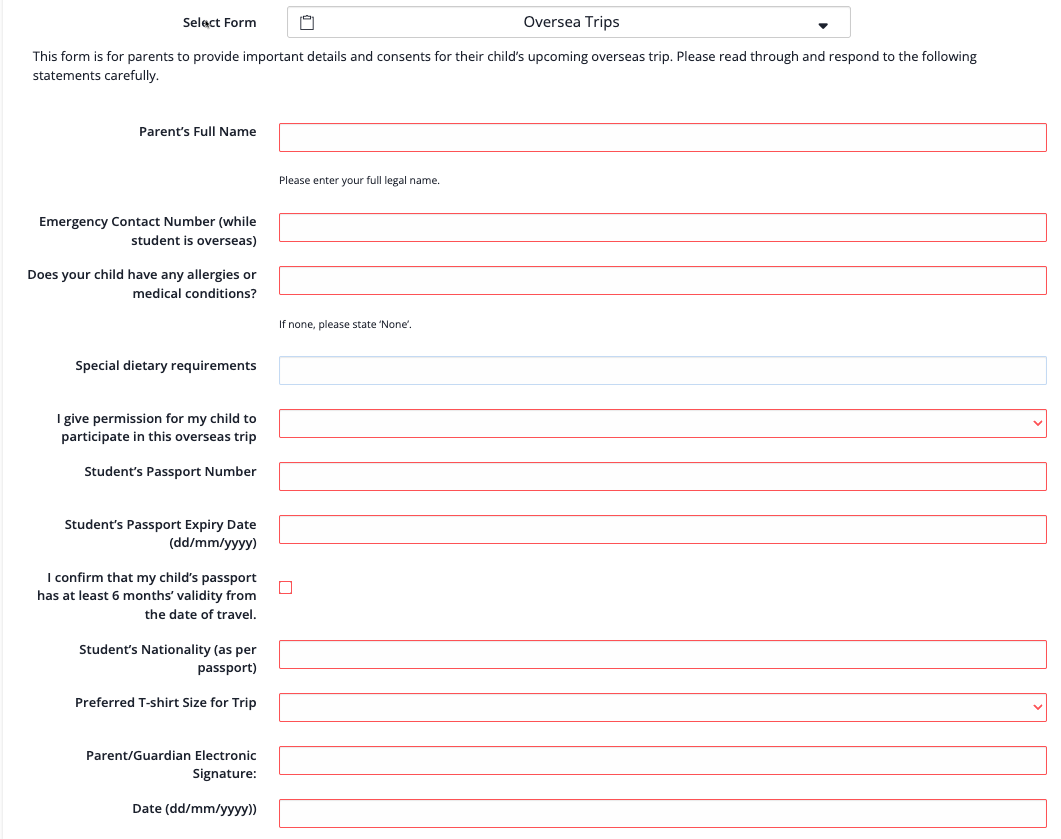 Select Form
Oversea Trips
This form is for parents to provide important details and consents for their child’s upcoming overseas trip. Please read through and respond to the following
statements carefully.
Parent’s Full Name
Please enter your full legal name.
Emergency Contact Number (while
student is overseas)
Does your child have any allergies or
medical conditions?
If none, please state ‘None’.
Special dietary requirements
I give permission for my child to
participate in this overseas trip
Student’s Passport Number
Student’s Passport Expiry Date
(dd/mm/yyyy)
I confirm that my child’s passport
has at least 6 months’ validity from
the date of travel.
Student’s Nationality (as per
passport)
Preferred T-shirt Size for Trip
Parent/Guardian Electronic
Signature:
Date (dd/mm/yyyy))